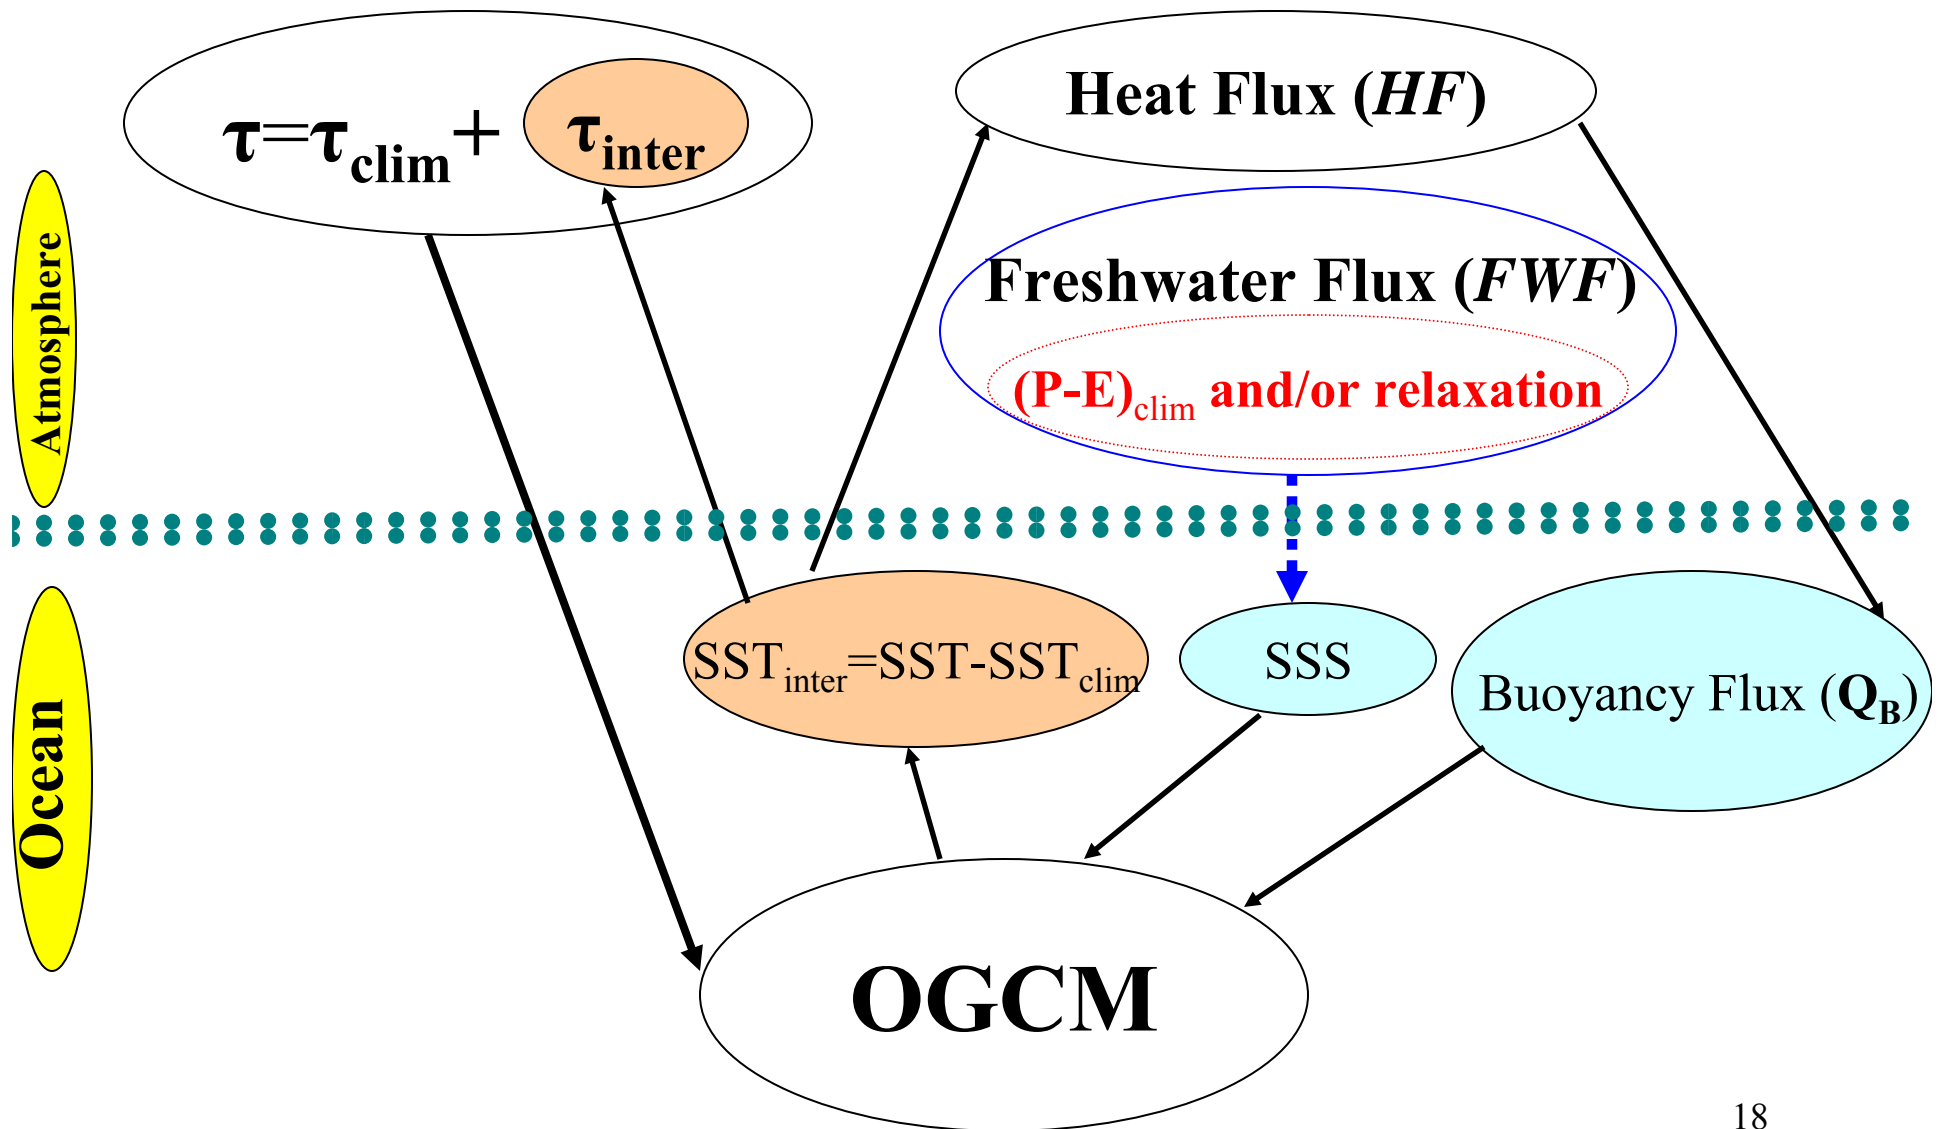 τ=τclim+ τinter
Heat Flux (HF)
Freshwater Flux (FWF)
(P-E)clim and/or relaxation
Atmosphere
SSTinter=SST-SSTclim
SSS
Buoyancy Flux (QB)
Ocean
OGCM
18